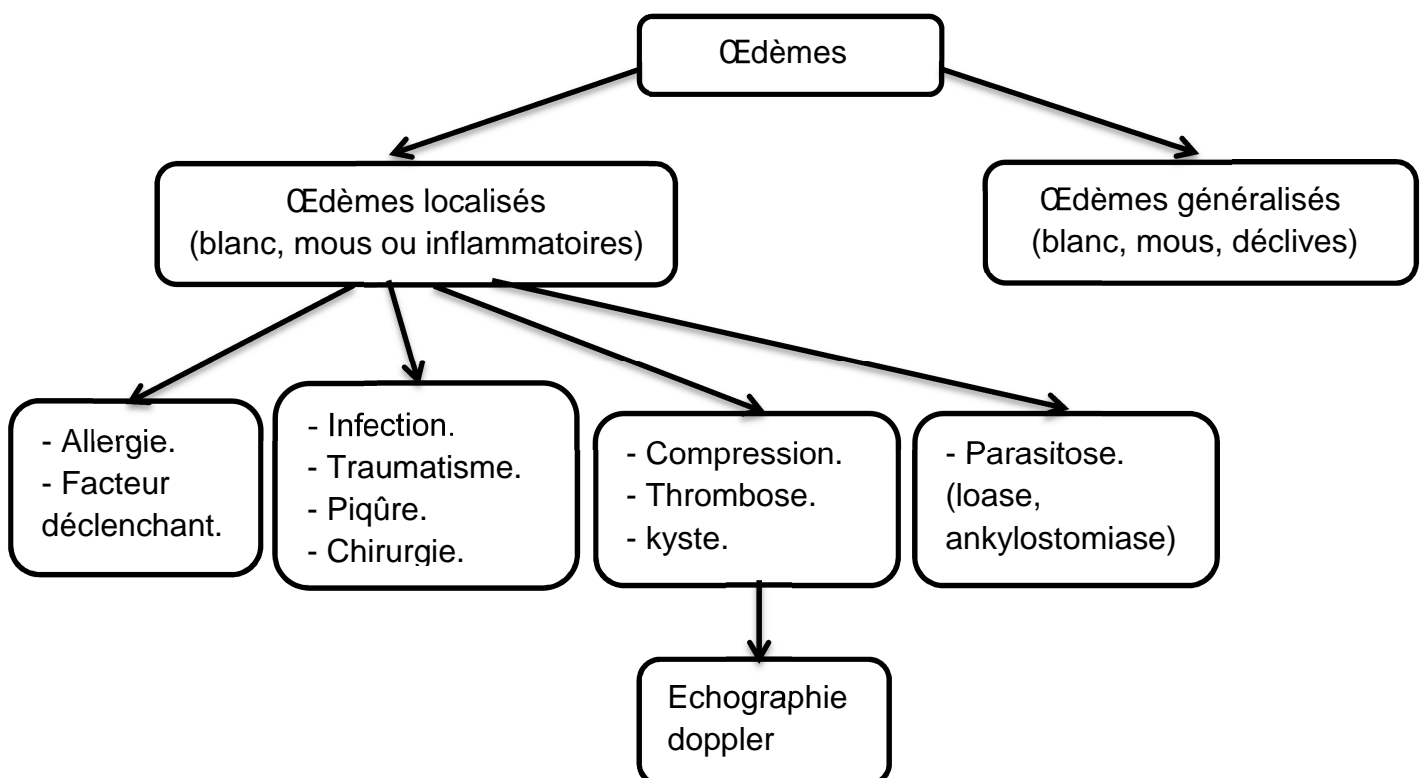 Œdèmes
Œdèmes localisés
(blanc, mous ou inflammatoires)
Œdèmes généralisés
(blanc, mous, déclives)
- Allergie.
- Facteur
déclenchant.
- Infection.
- Traumatisme.
- Piqûre.
- Chirurgie.
- Compression.
- Thrombose.
- kyste.
- Parasitose.
(loase,
ankylostomiase)
Echographie
doppler